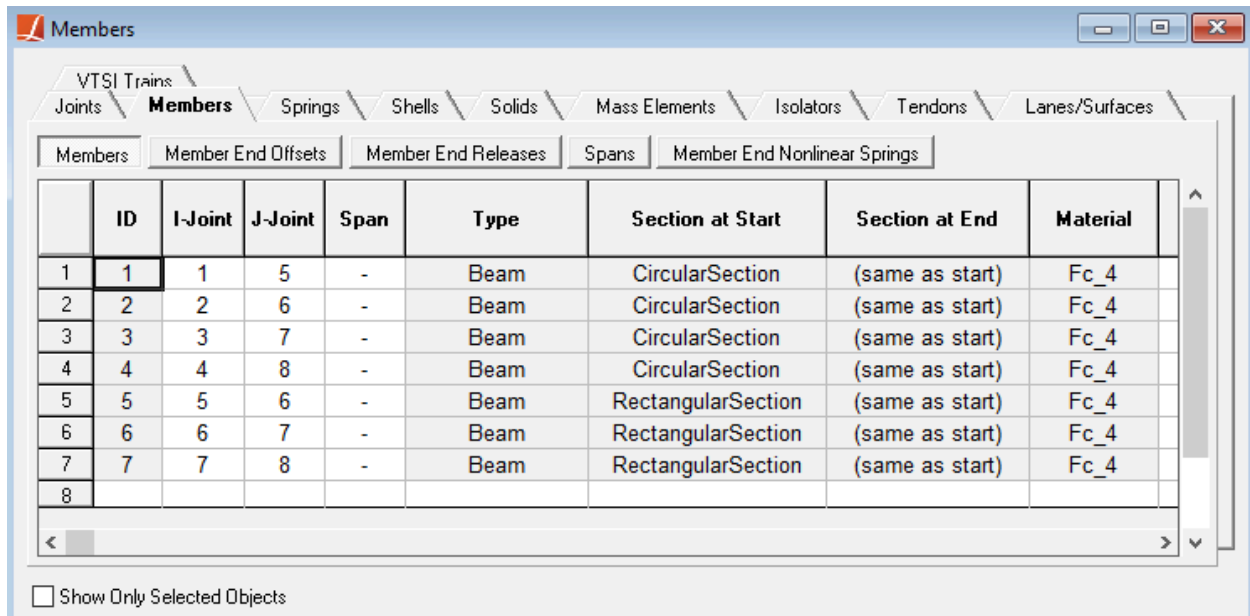 Members
VTSI Trains
Joints Members Springs Shells Solids Mass Elements Isolators Tendons Lanes/Surfaces
Members Member End Offsets Member End Releases Spans Member End Nonlinear Springs
ID I-Joint J-Joint Span Type Section at Start Section at End Material
1 1 1 5 - Beam CircularSection (same as start) Fc_4
2 2 2 6 - Beam CircularSection (same as start) Fc_4
3 3 3 7 - Beam CircularSection (same as start) Fc_4
4 4 4 8 - Beam CircularSection (same as start) Fc_4
5 5 5 6 - Beam RectangularSection (same as start) Fc_4
6 6 6 7 - Beam RectangularSection (same as start) Fc_4
7 7 7 8 - Beam RectangularSection (same as start) Fc_4
8
Show Only Selected Objects